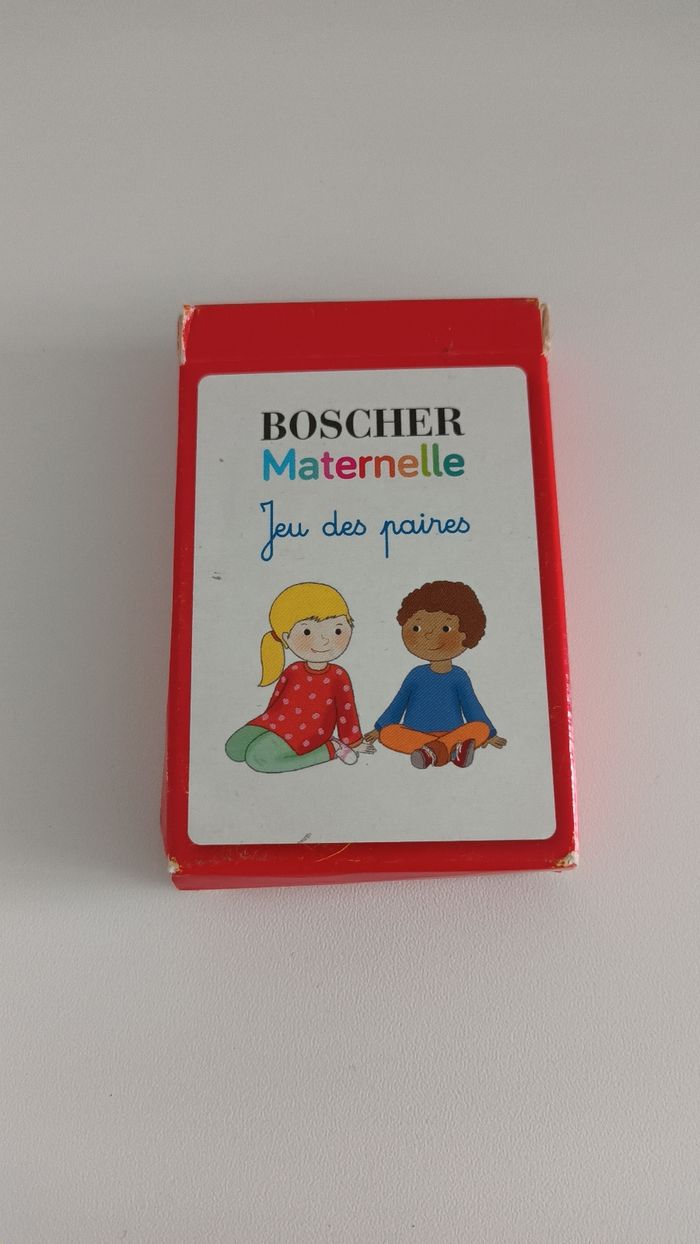 BOSCHER
Maternelle
Jeu des paires